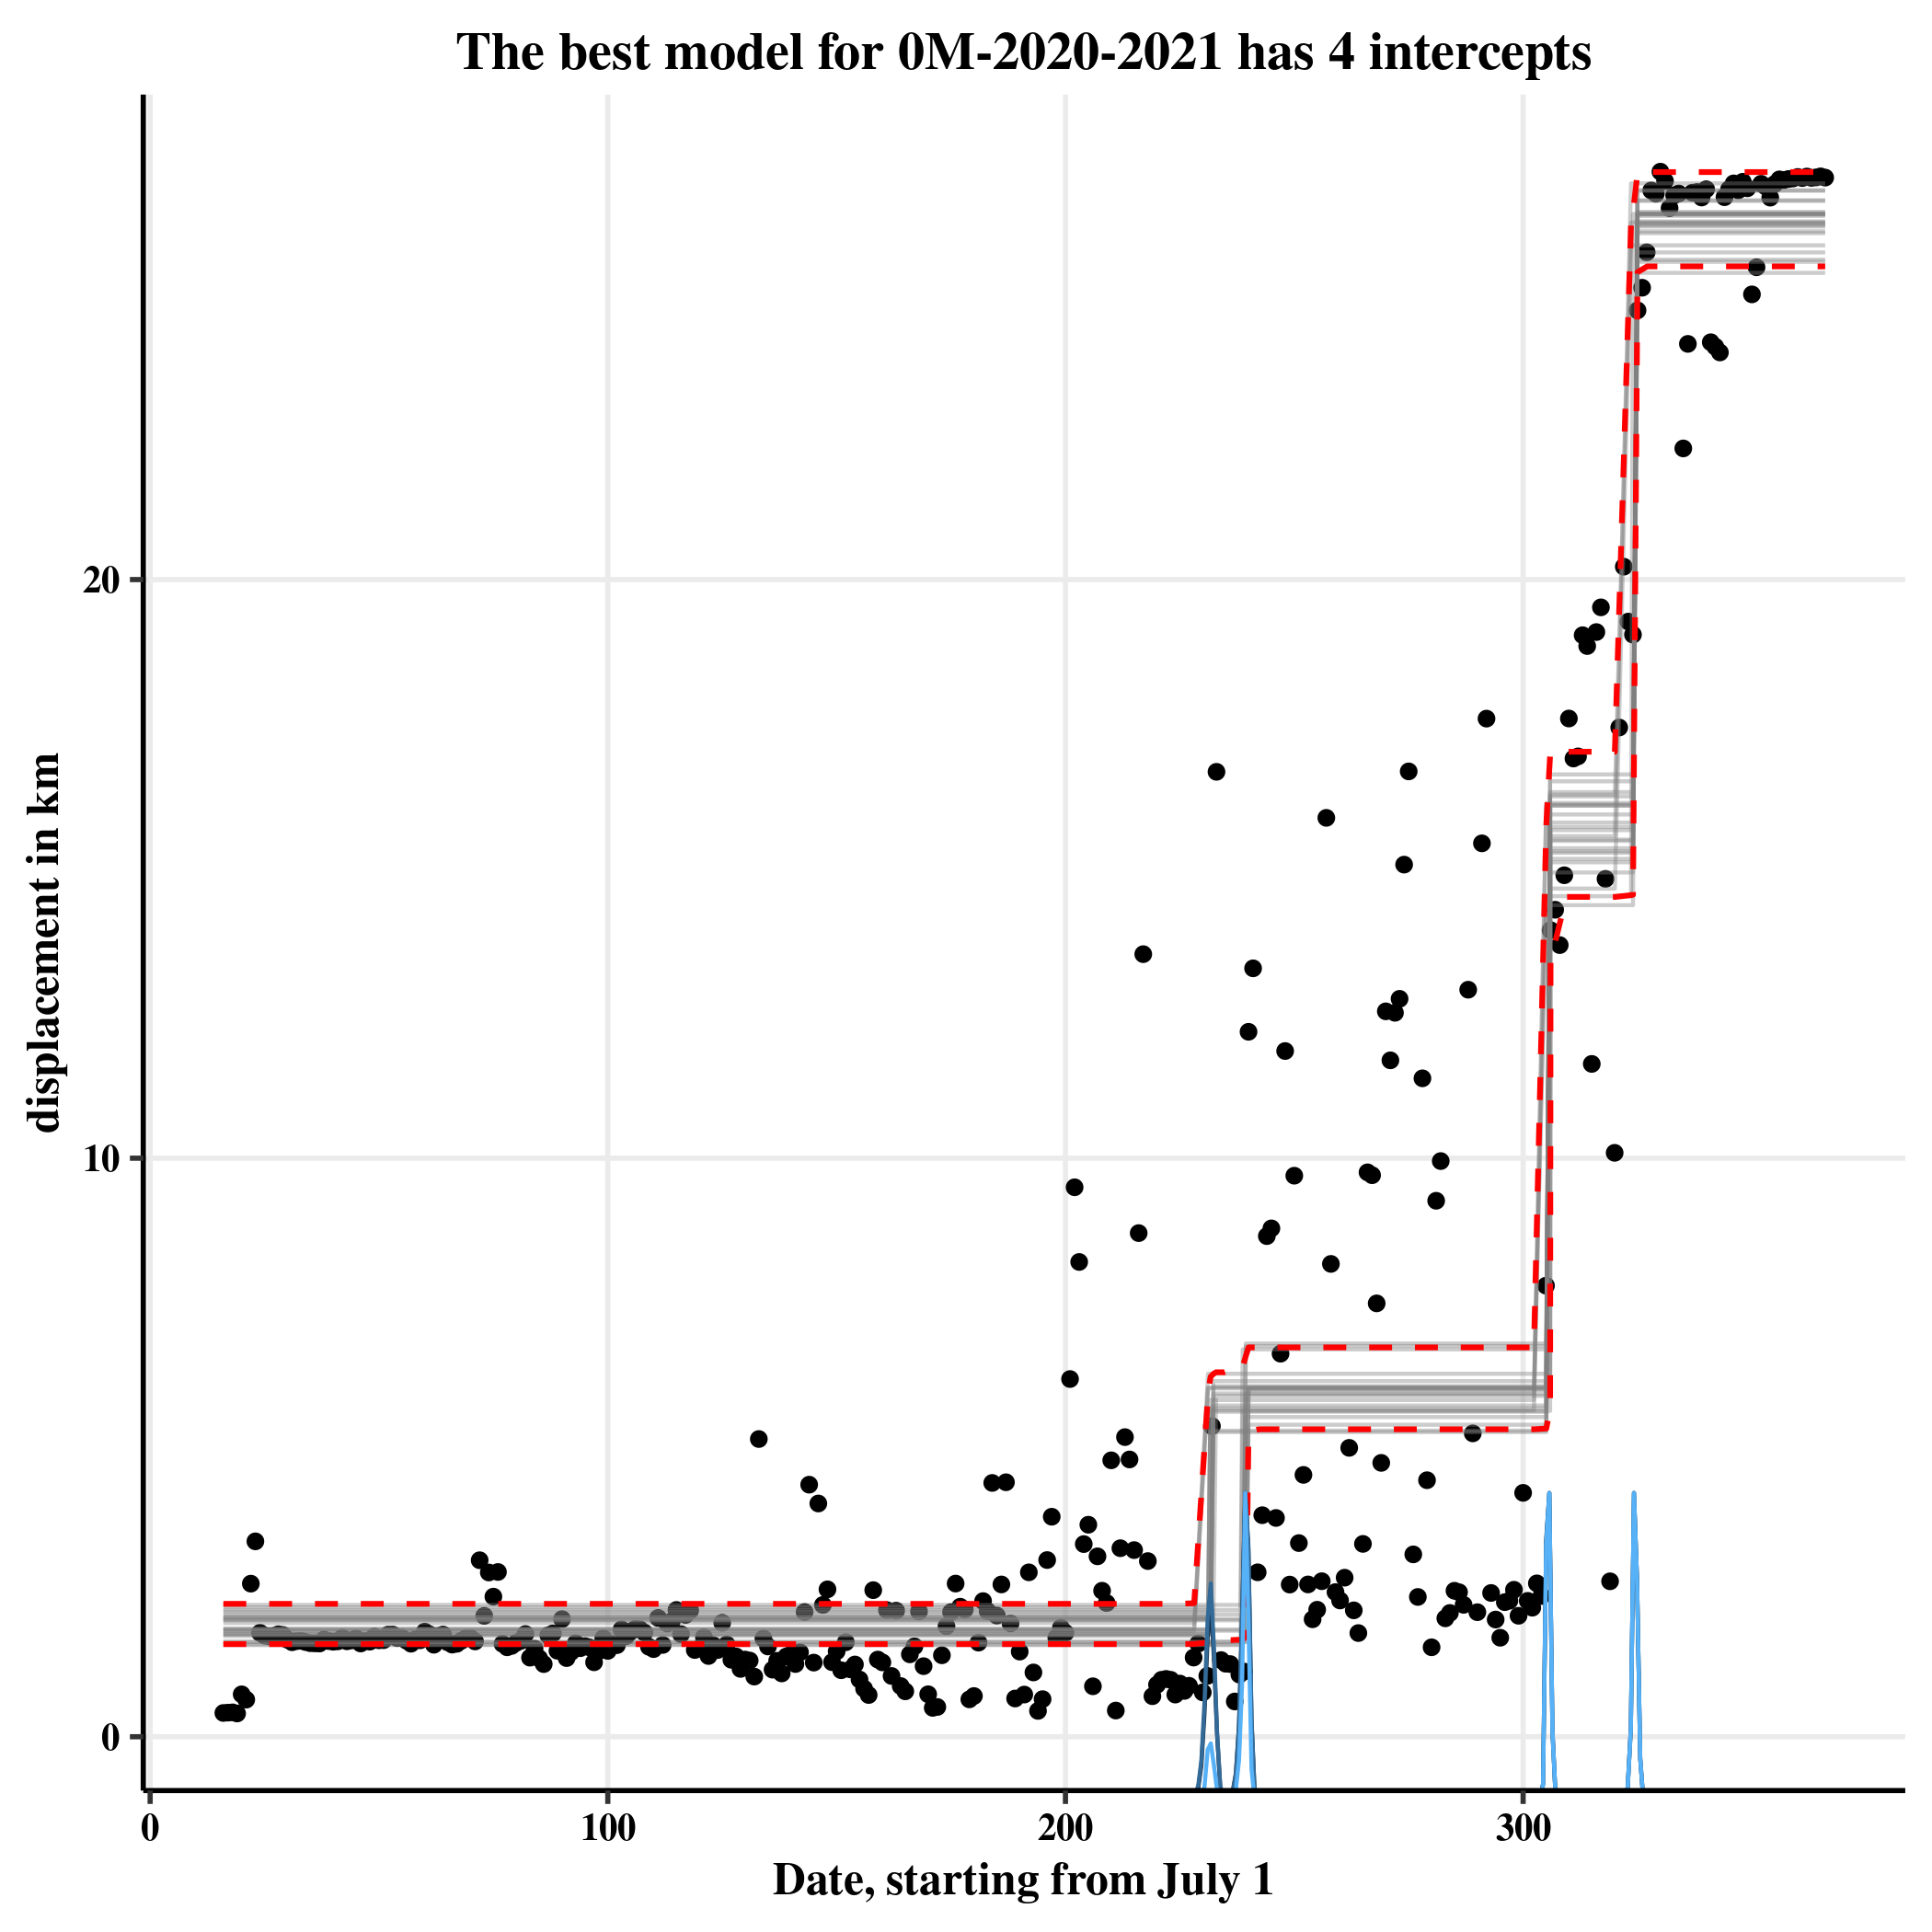 The best model for 0M-2020-2021 has 4 intercepts
displacement in km
20
10
0
0 100 200 300
Date, starting from July 1